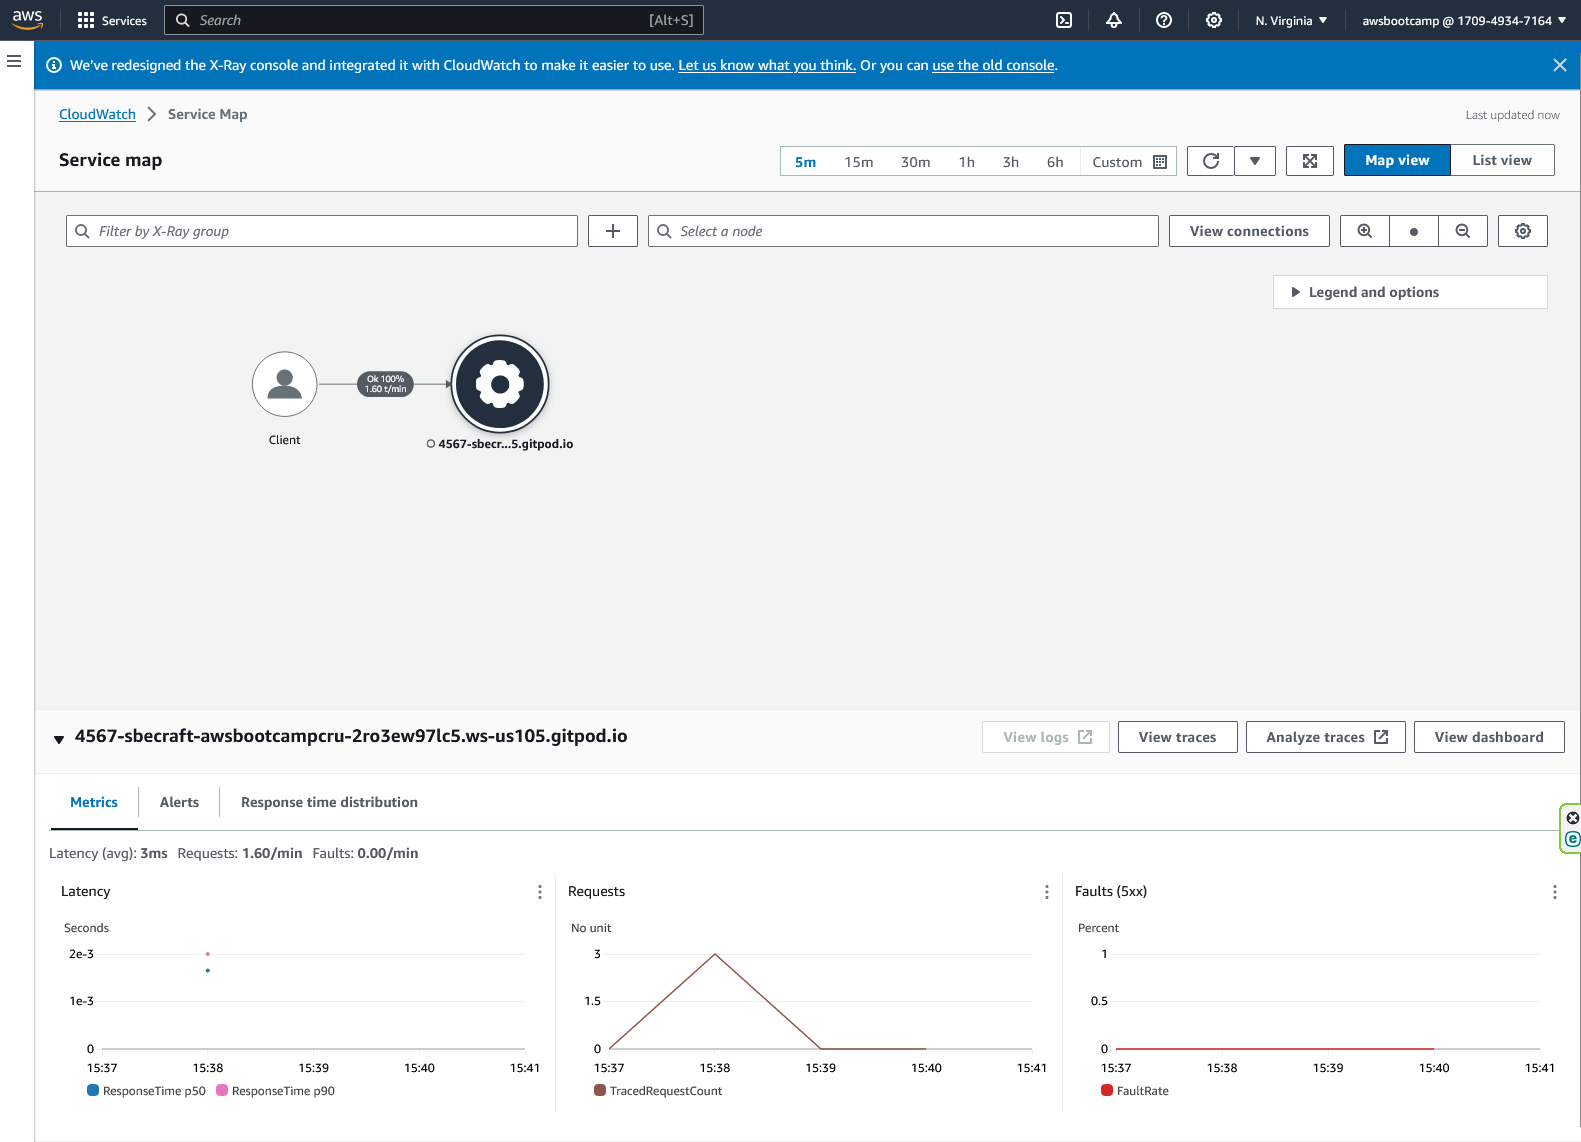 aws Services Search [Alt+S] N. Virginia awsbootcamp @ 1709-4934-7164
We've redesigned the X-Ray console and integrated it with CloudWatch to make it easier to use. Let us know what you think. Or you can use the old console.
CloudWatch Service Map Last updated now
Service map 5m 15m 30m 1h 3h 6h Custom Map view List view
Filter by X-Ray group Select a node View connections
Legend and options
Ok 100%
1.60 t/min
Client
4567-sbecr...5.gitpod.io
4567-sbecraft-awsbootcampcru-2ro3ew97lc5.ws-us105.gitpod.io View logs View traces Analyze traces View dashboard
Metrics Alerts Response time distribution
Latency (avg): 3ms Requests: 1.60/min Faults: 0.00/min
Latency
Seconds
2e-3
1e-3
0
15:37 15:38 15:39 15:40 15:41
ResponseTime p50 ResponseTime p90
Requests
No unit
3
1.5
0
15:37 15:38 15:39 15:40 15:41
TracedRequestCount
Faults (5xx)
Percent
1
0.5
0
15:37 15:38 15:39 15:40 15:41
FaultRate